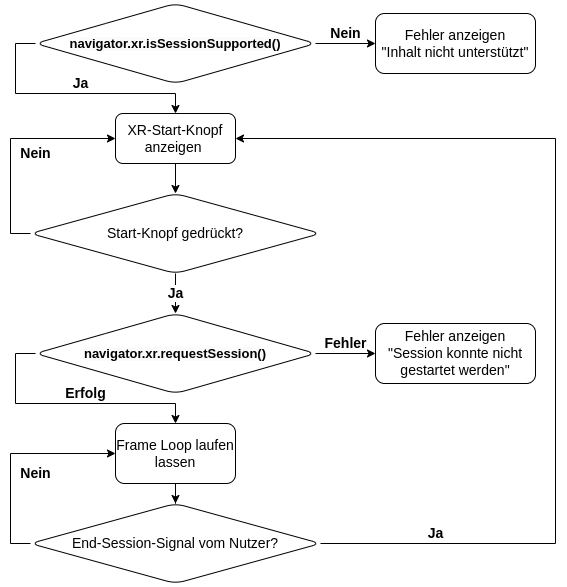 navigator.xr.isSessionSupported()
Nein
Fehler anzeigen
"Inhalt nicht unterstützt"
Ja
XR-Start-Knopf
anzeigen
Nein
Start-Knopf gedrückt?
Ja
navigator.xr.requestSession()
Fehler
Fehler anzeigen
"Session konnte nicht
gestartet werden"
Erfolg
Frame Loop laufen
lassen
Nein
End-Session-Signal vom Nutzer?
Ja